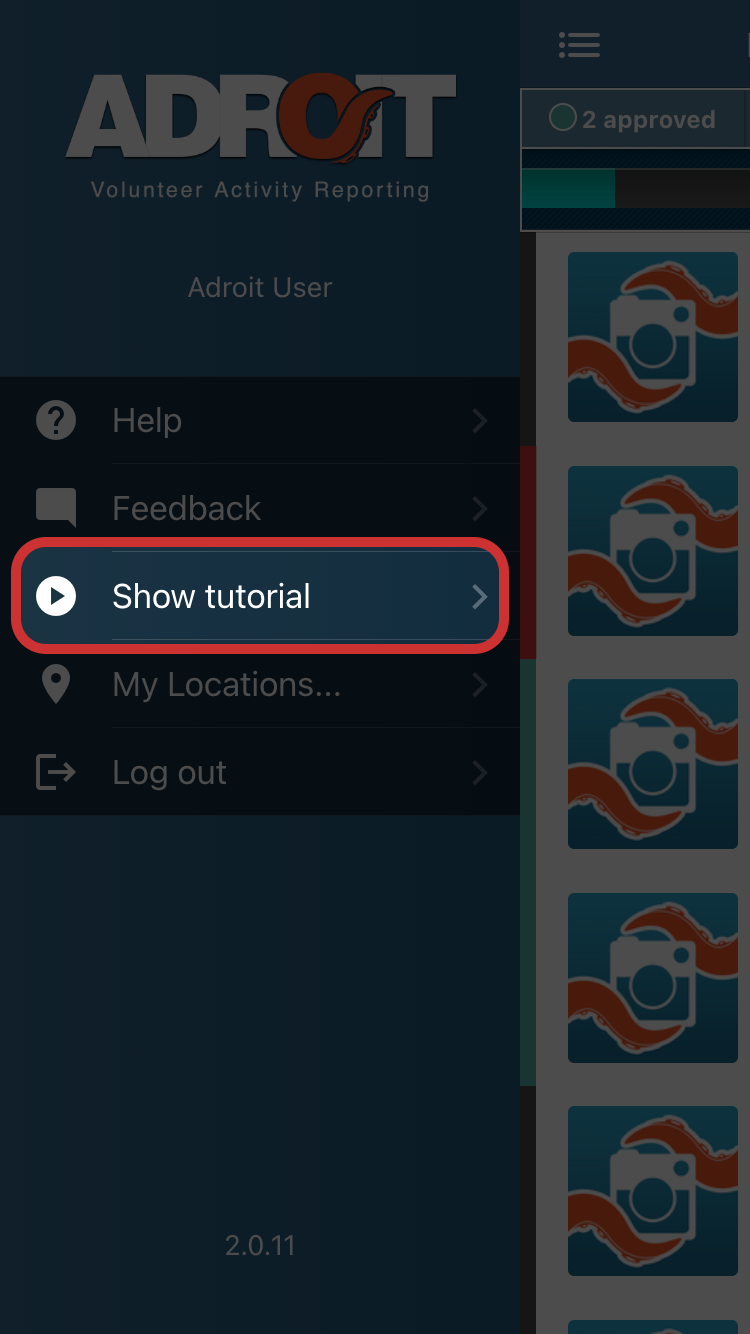 ADROIT
Volunteer Activity Reporting
Adroit User
Help
Feedback
Show tutorial
My Locations...
Log out
2.0.11
2 approved